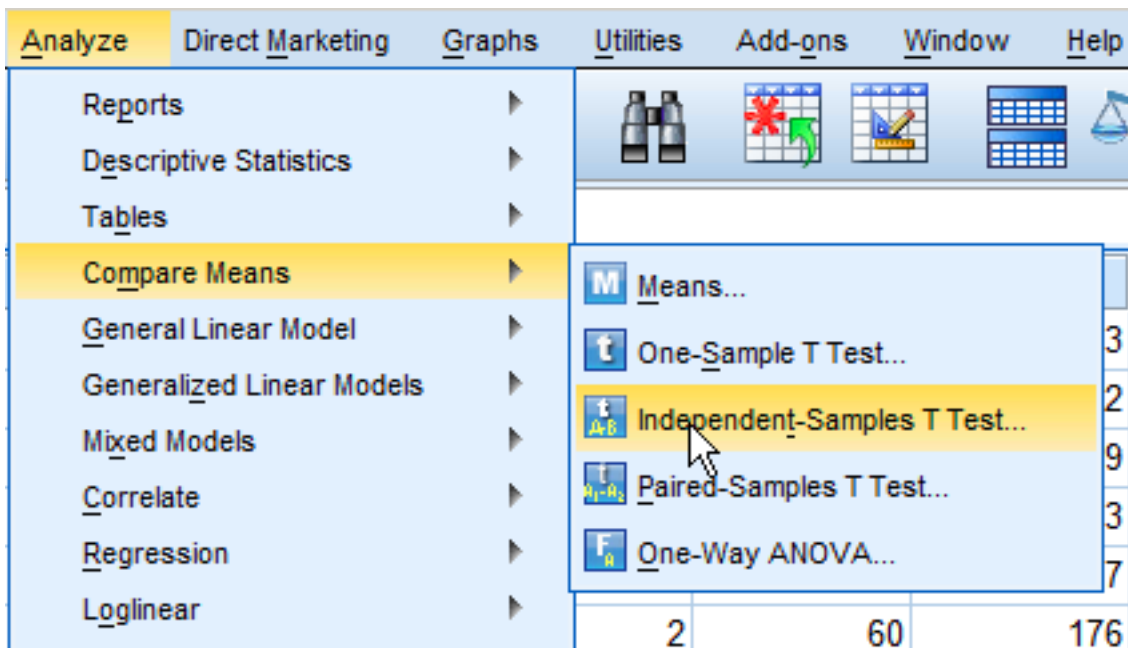 Analyze Direct Marketing Graphs Utilities Add-ons Window Help
Reports
Descriptive Statistics
Tables
Compare Means
General Linear Model
Generalized Linear Models
Mixed Models
Correlate
Regression
Loglinear
M Means...
t One-Sample T Test...
t A-B Independent-Samples T Test...
t A1-A2 Paired-Samples T Test...
F A One-Way ANOVA...
3
2
9
3
7
2 60 176